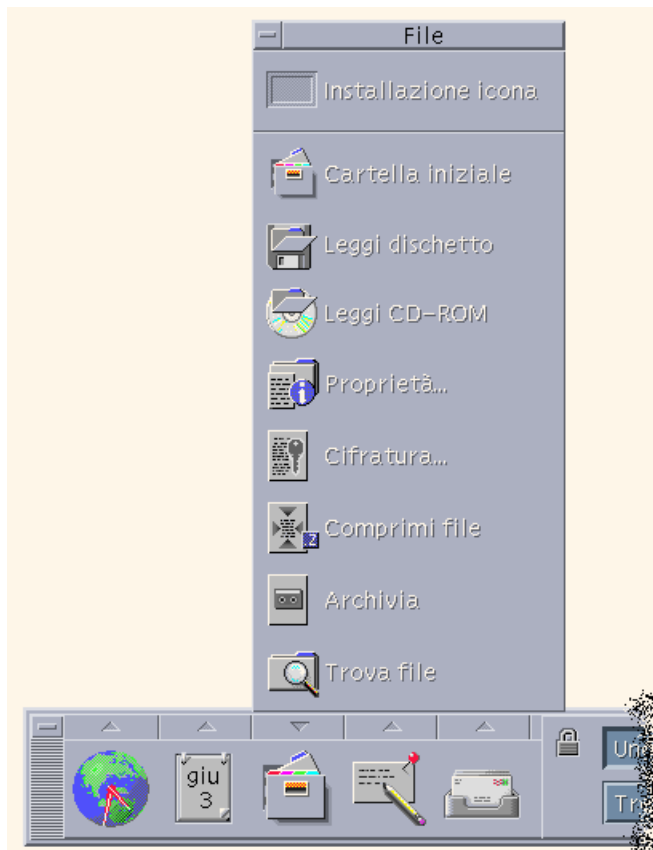 File
Installazione icona
Cartella iniziale
Leggi dischetto
Leggi CD-ROM
Proprietà...
Cifratura...
Comprimi file
.Z
Archivia
Trova file
giu
3